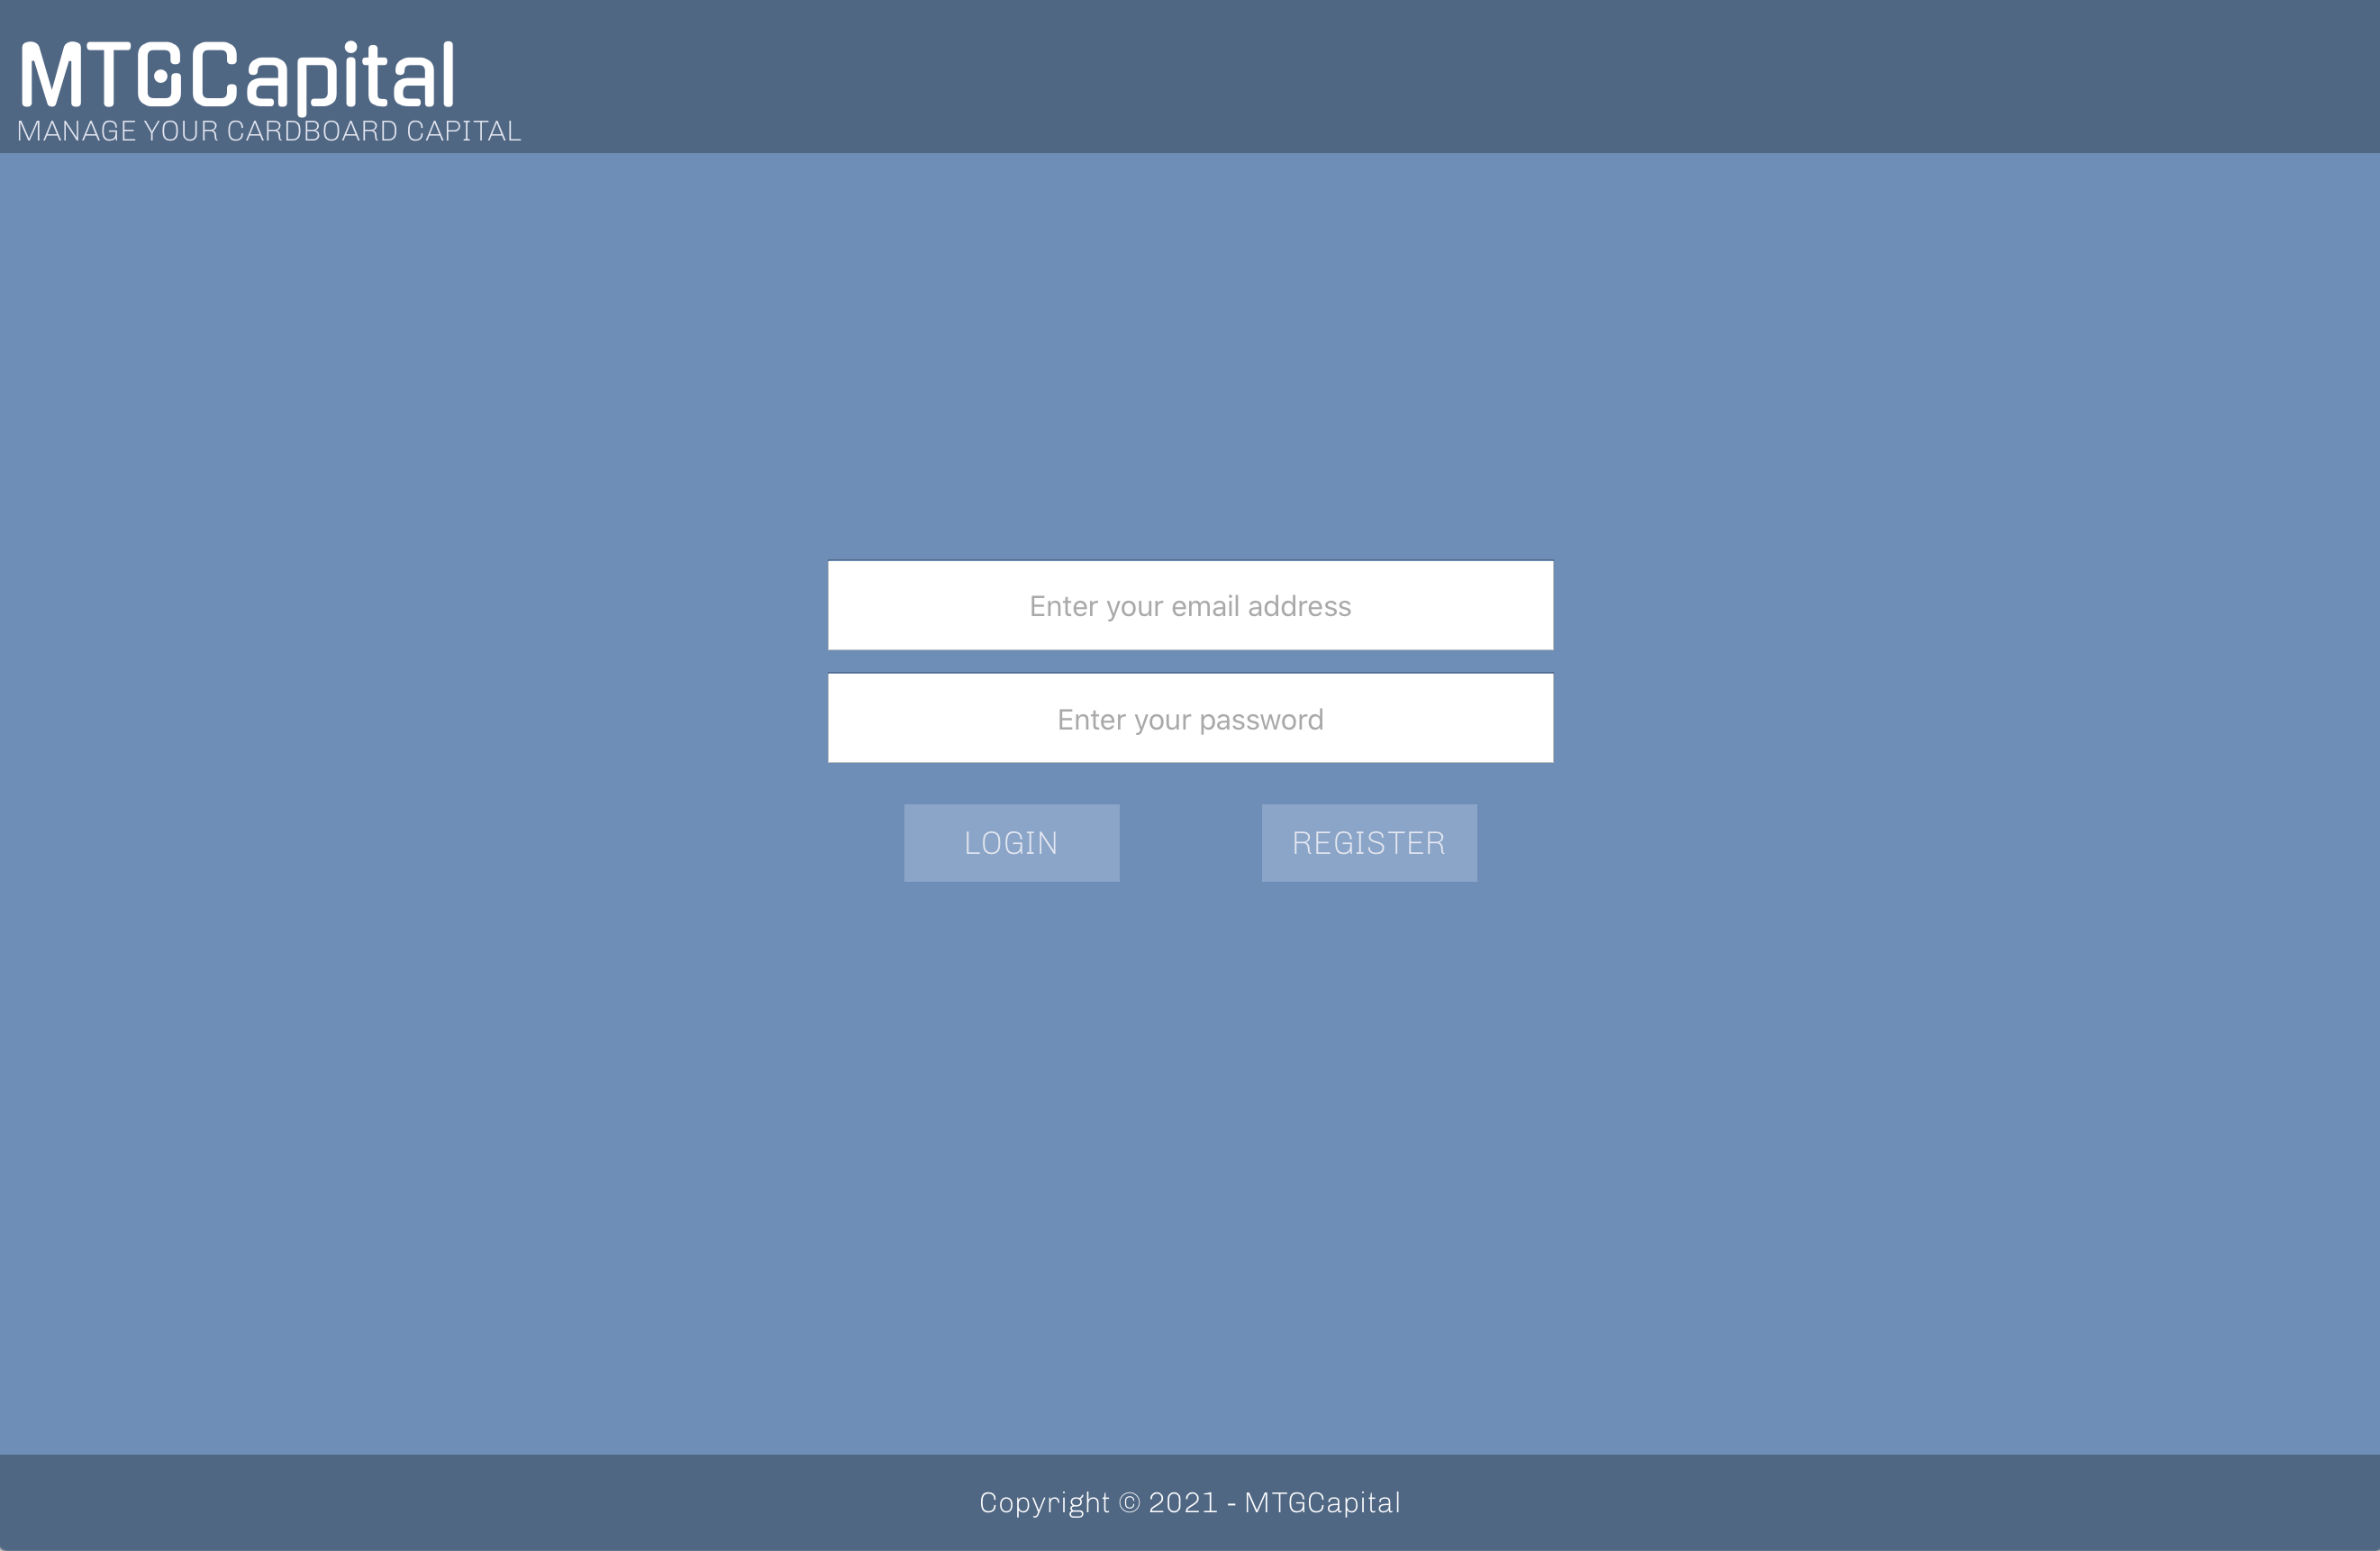 MTGCapital
MANAGE YOUR CARDBOARD CAPITAL
Enter your email address
Enter your password
LOGIN
REGISTER
Copyright © 2021 - MTGCapital